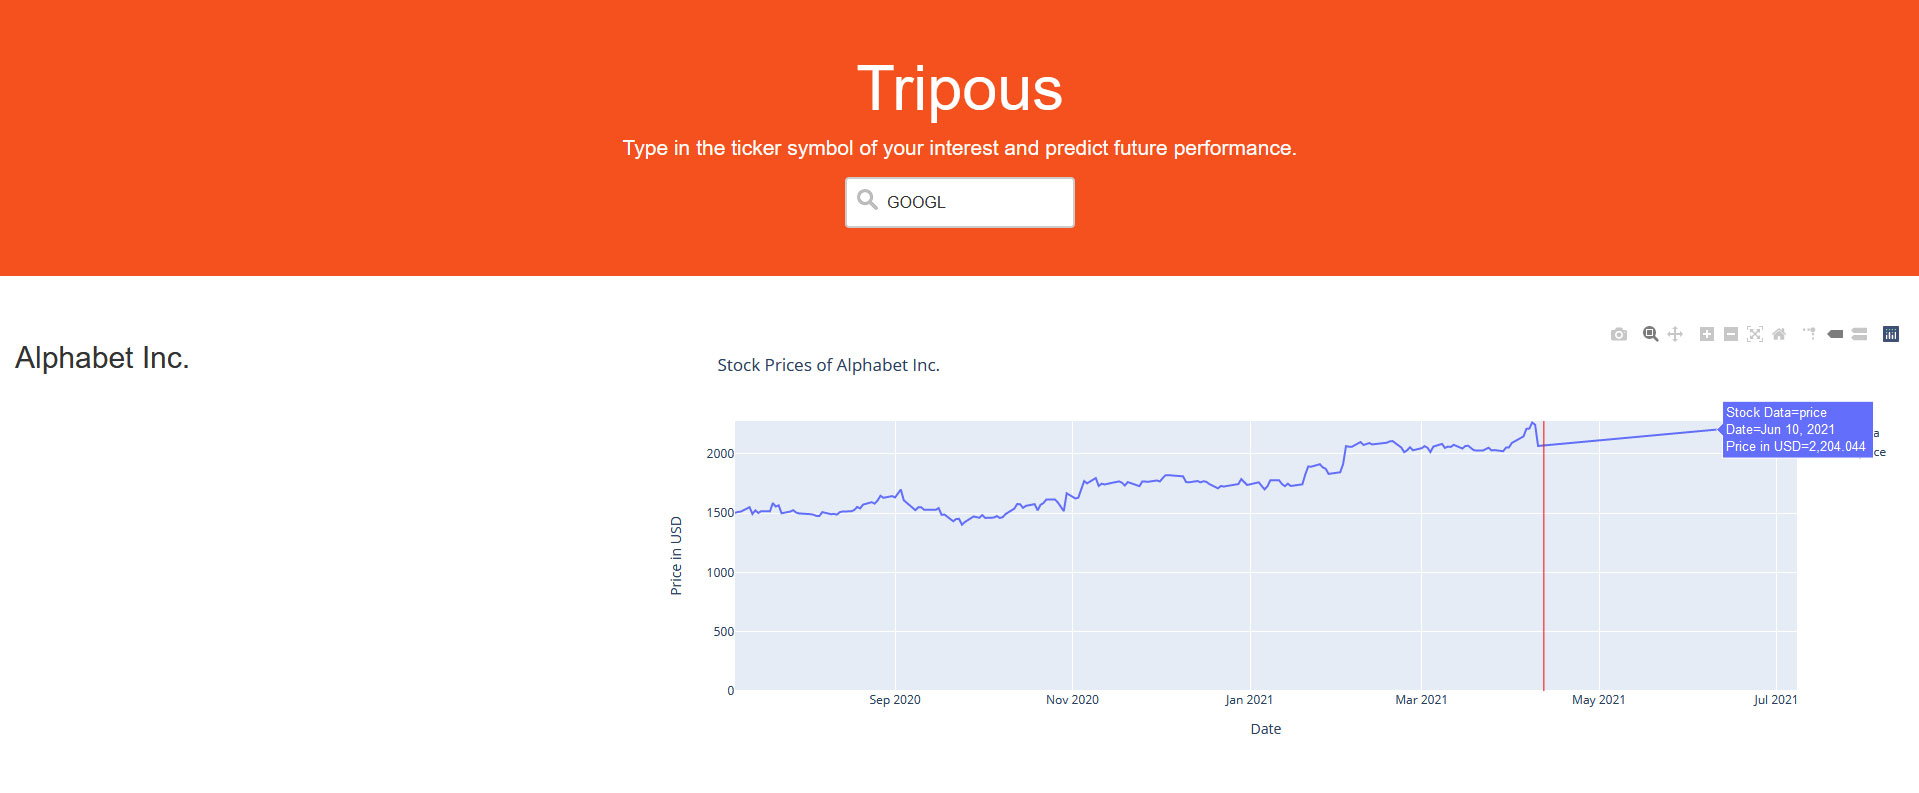 Tripous
Type in the ticker symbol of your interest and predict future performance.
GOOGL
Alphabet Inc.
Stock Prices of Alphabet Inc.
Stock Data=price
Date=Jun 10, 2021
Price in USD=2,204.044
2000
1500
1000
500
0
Price in USD
Sep 2020
Nov 2020
Jan 2021
Mar 2021
May 2021
Jul 2021
Date